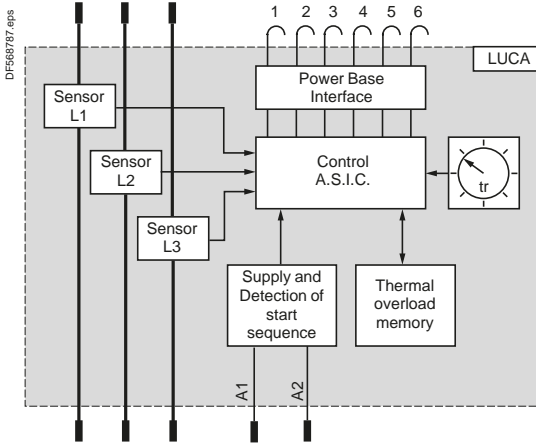 DF568787.eps
1 2 3 4 5 6
LUCA
Power Base
Interface
Sensor
L1
Control
A.S.I.C.
tr
Sensor
L2
Sensor
L3
Supply and
Detection of
start
sequence
Thermal
overload
memory
A1
A2